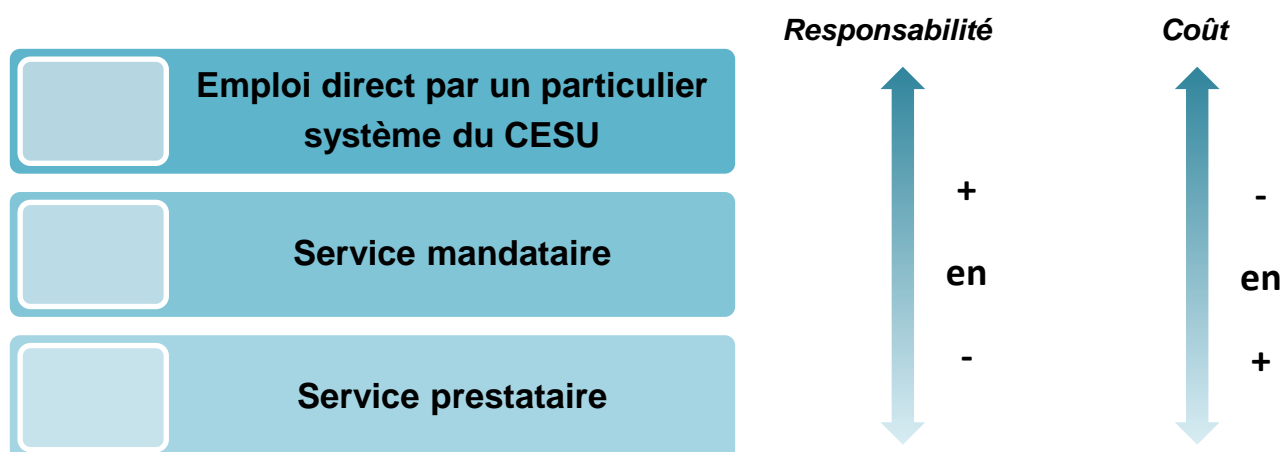 Responsabilité
Coût
Emploi direct par un particulier
système du CESU
Service mandataire
Service prestataire
+
en
-
-
en
+